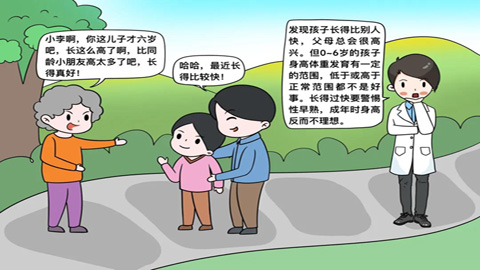 小李啊，你这儿子才六岁
吧，长这么高了啊，比同
龄小朋友高太多了吧，长
得真好！
哈哈，最近长
得比较快！
发现孩子长得比别人
快，父母总会很高
兴。但0~6岁的孩子
身高体重发育有一定
的范围，低于或高于
正常范围都不是好
事。长得过快要警惕
性早熟，成年时身高
反而不理想。